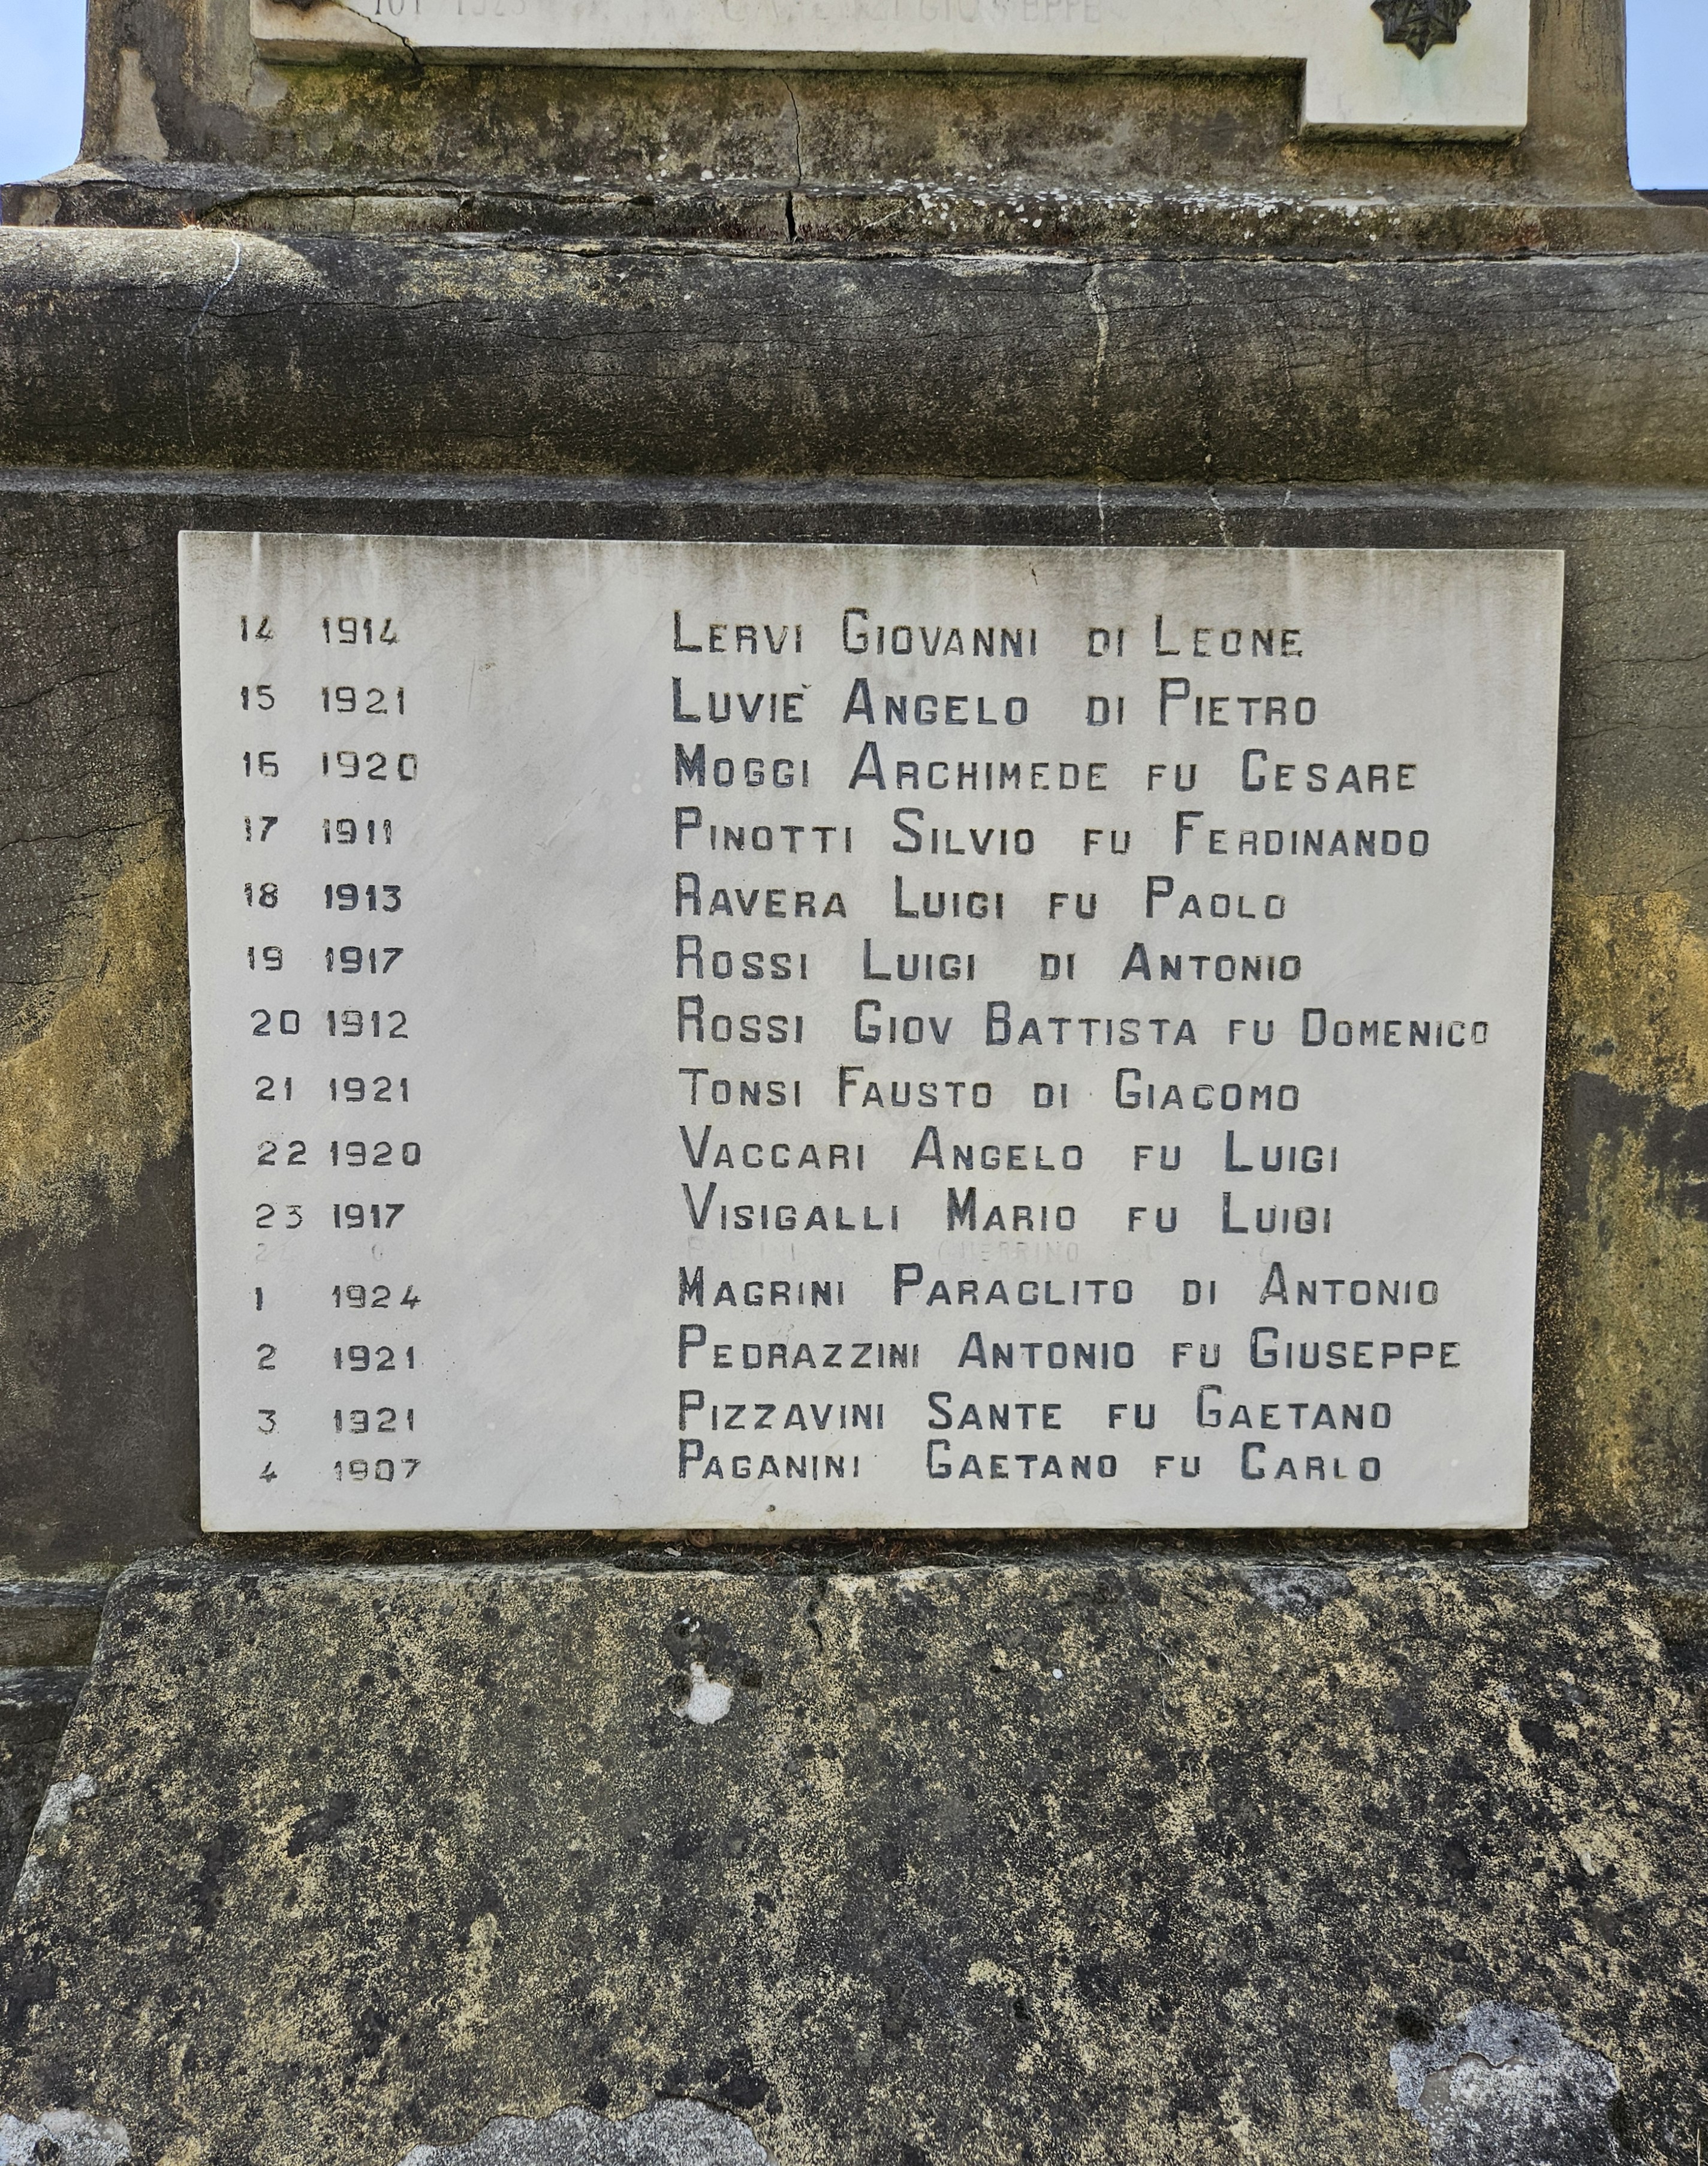 101 1923 GIUSEPPE
14 1914 LERVI GIOVANNI DI LEONE
15 1921 LUVIE` ANGELO DI PIETRO
16 1920 MOGGI ARCHIMEDE FU CESARE
17 1911 PINOTTI SILVIO FU FERDINANDO
18 1913 RAVERA LUIGI FU PAOLO
19 1917 ROSSI LUIGI DI ANTONIO
20 1912 ROSSI GIOV BATTISTA FU DOMENICO
21 1921 TONSI FAUSTO DI GIACOMO
22 1920 VACCARI ANGELO FU LUIGI
23 1917 VISIGALLI MARIO FU LUIGI
GUERRINO
1 1924 MAGRINI PARACLITO DI ANTONIO
2 1921 PEDRAZZINI ANTONIO FU GIUSEPPE
3 1921 PIZZAVINI SANTE FU GAETANO
4 1907 PAGANINI GAETANO FU CARLO